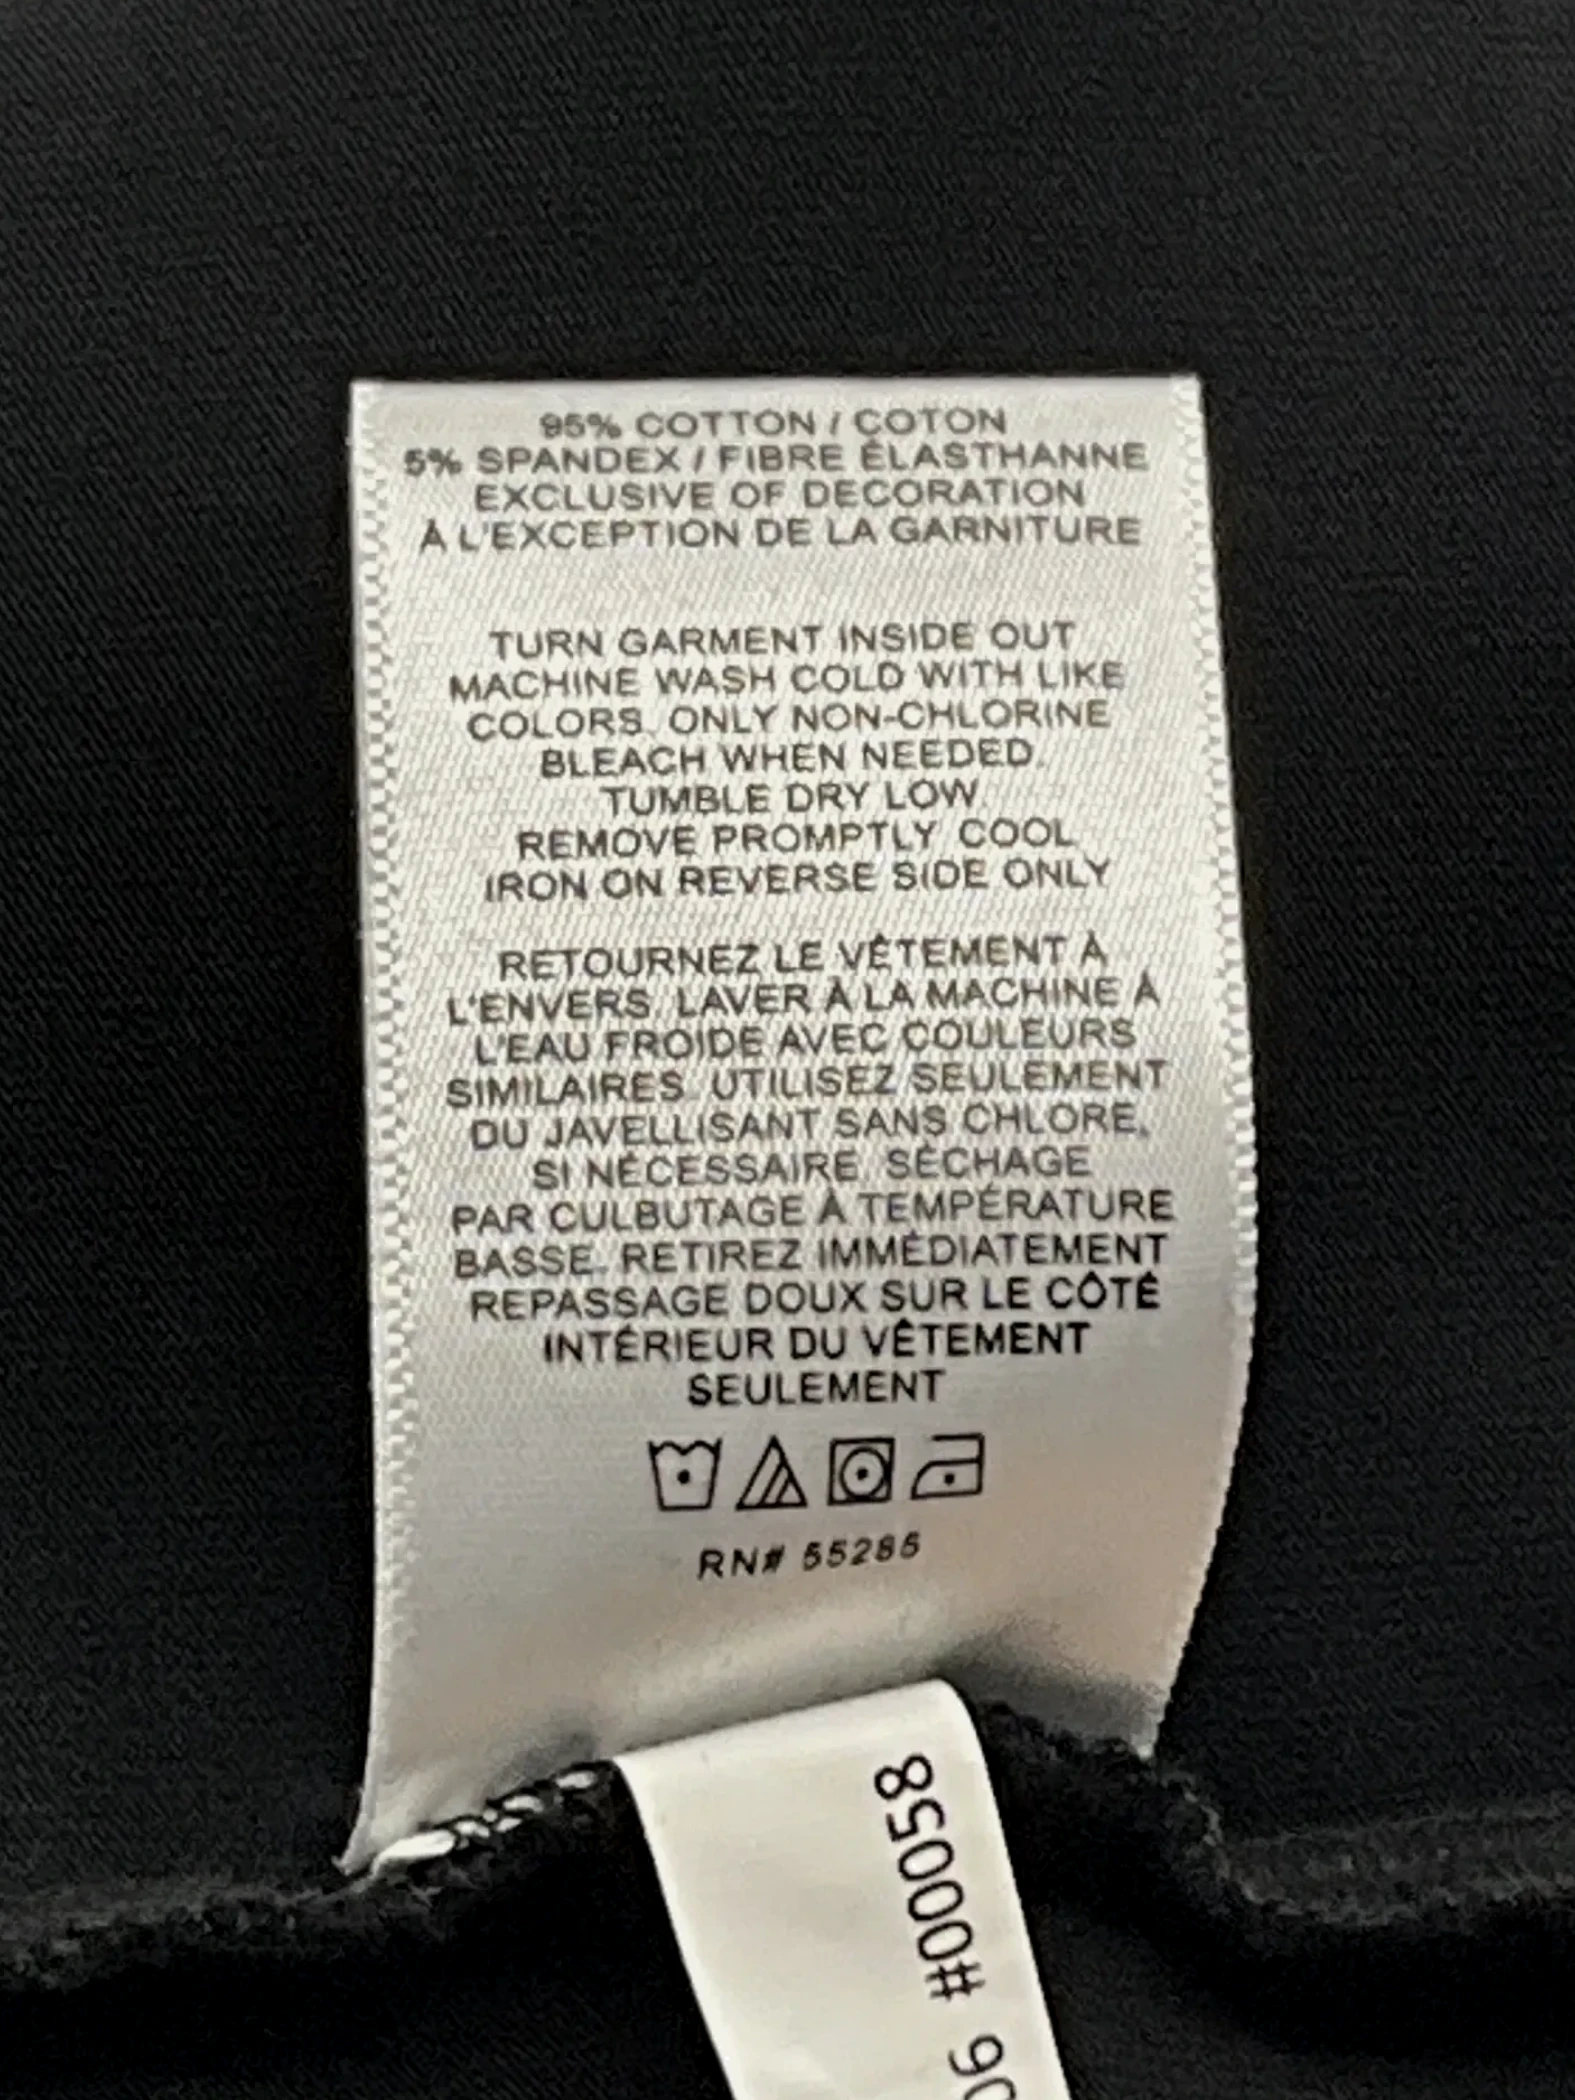 95% COTTON / COTON
5% SPANDEX / FIBRE ÉLASTHANNE
EXCLUSIVE OF DECORATION
À L'EXCEPTION DE LA GARNITURE
TURN GARMENT INSIDE OUT
MACHINE WASH COLD WITH LIKE
COLORS. ONLY NON-CHLORINE
BLEACH WHEN NEEDED.
TUMBLE DRY LOW.
REMOVE PROMPTLY. COOL
IRON ON REVERSE SIDE ONLY
RETOURNEZ LE VÊTEMENT À
L'ENVERS. LAVER À LA MACHINE À
L'EAU FROIDE AVEC COULEURS
SIMILAIRES. UTILISEZ SEULEMENT
DU JAVELLISANT SANS CHLORE,
SI NÉCESSAIRE. SÉCHAGE
PAR CULBUTAGE À TEMPÉRATURE
BASSE. RETIREZ IMMÉDIATEMENT
REPASSAGE DOUX SUR LE CÔTÉ
INTÉRIEUR DU VÊTEMENT
SEULEMENT
RN# 55285
06 #00058